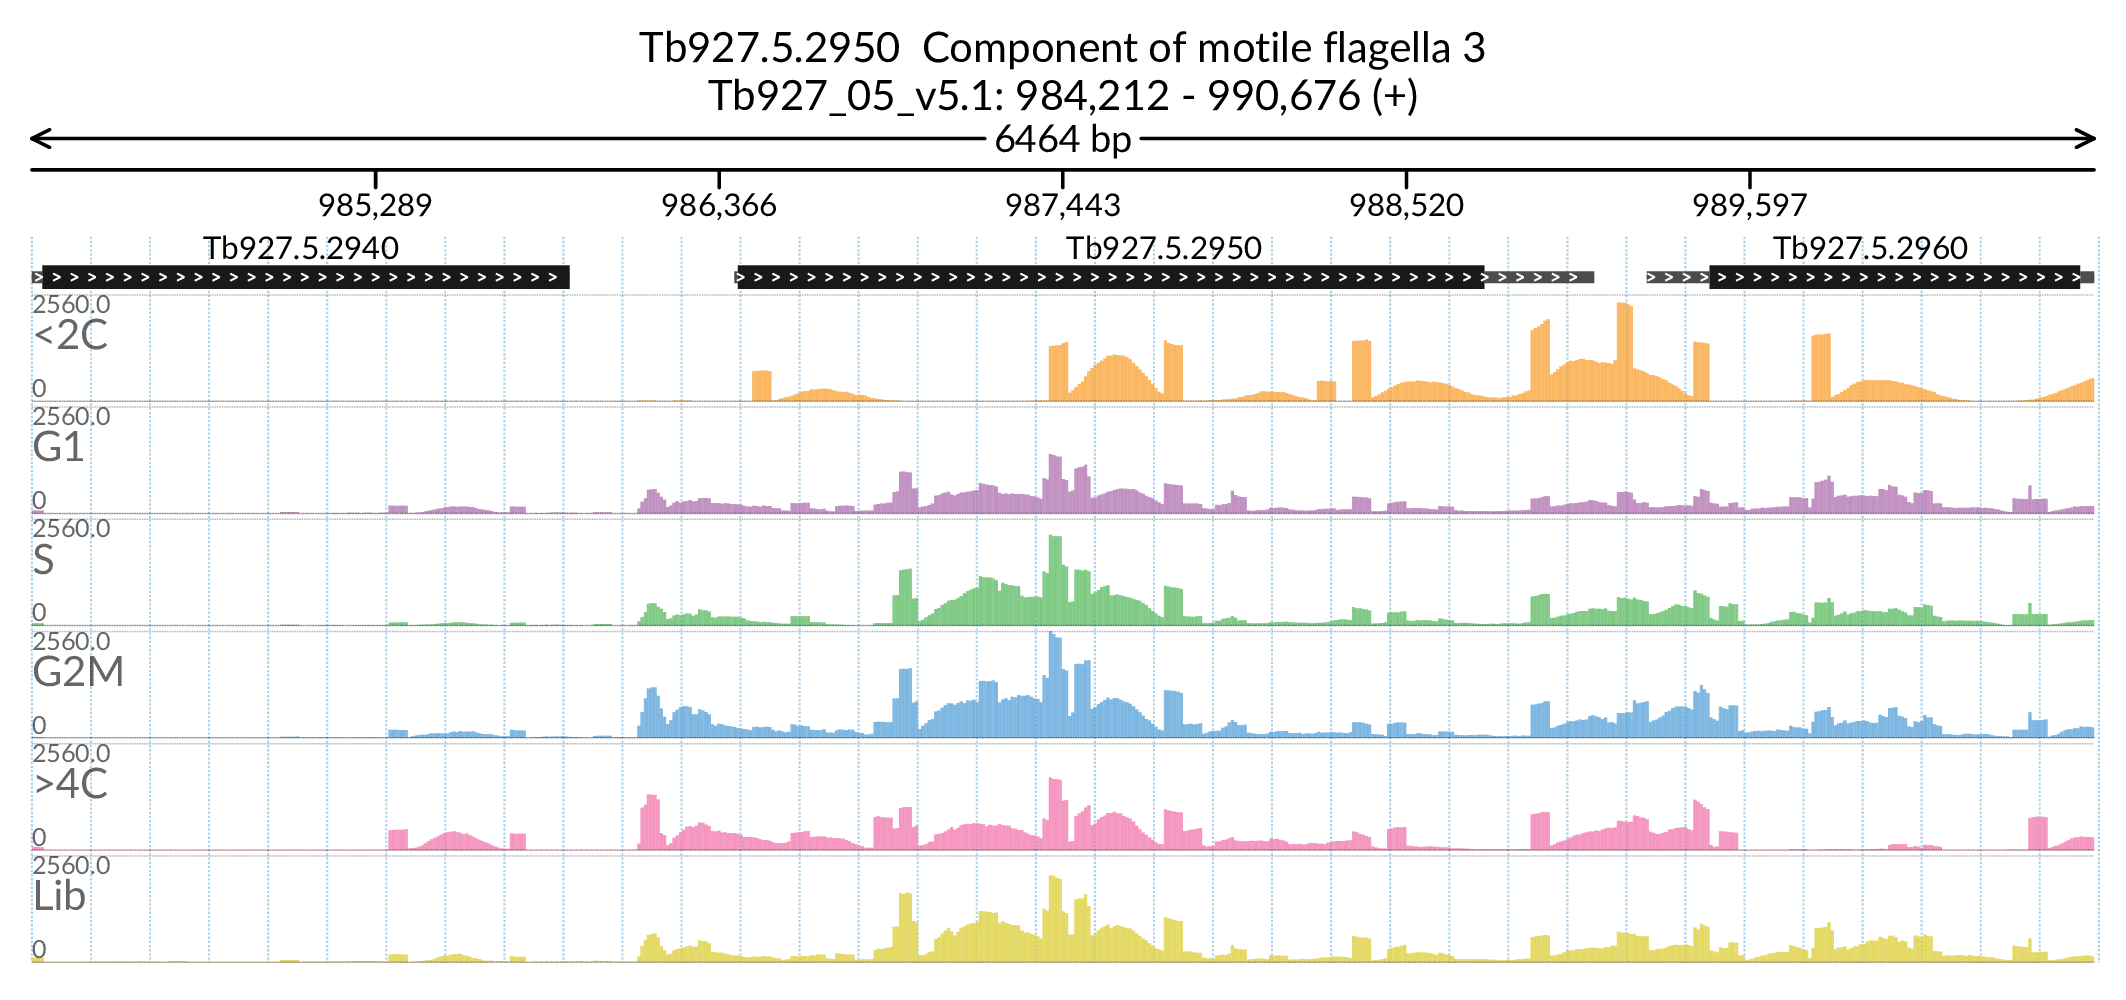 Tb927.5.2950  Component of motile flagella 3
Tb927_05_v5.1: 984,212 - 990,676 (+)
6464 bp
985,289 986,366 987,443 988,520 989,597
Tb927.5.2940 Tb927.5.2950 Tb927.5.2960
2560.0
<2C
0
2560.0
G1
0
2560.0
S
0
2560.0
G2M
0
2560.0
>4C
0
2560.0
Lib
0